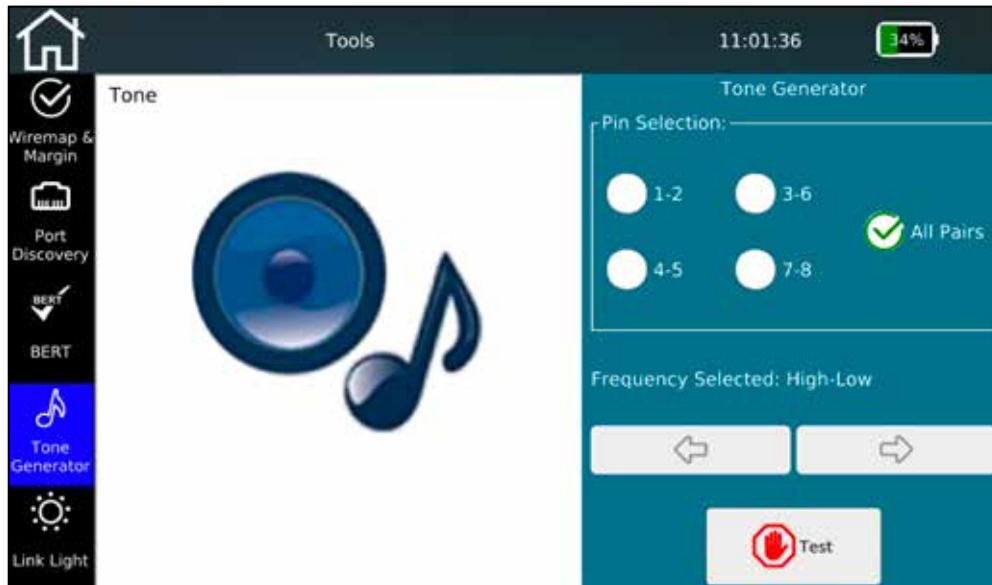 Tools
11:01:36
34%
Wiremap &
Margin
Port
Discovery
BERT
BERT
Tone
Generator
Link Light
Tone
Tone Generator
Pin Selection:
1-2
3-6
All Pairs
4-5
7-8
Frequency Selected: High-Low
Test